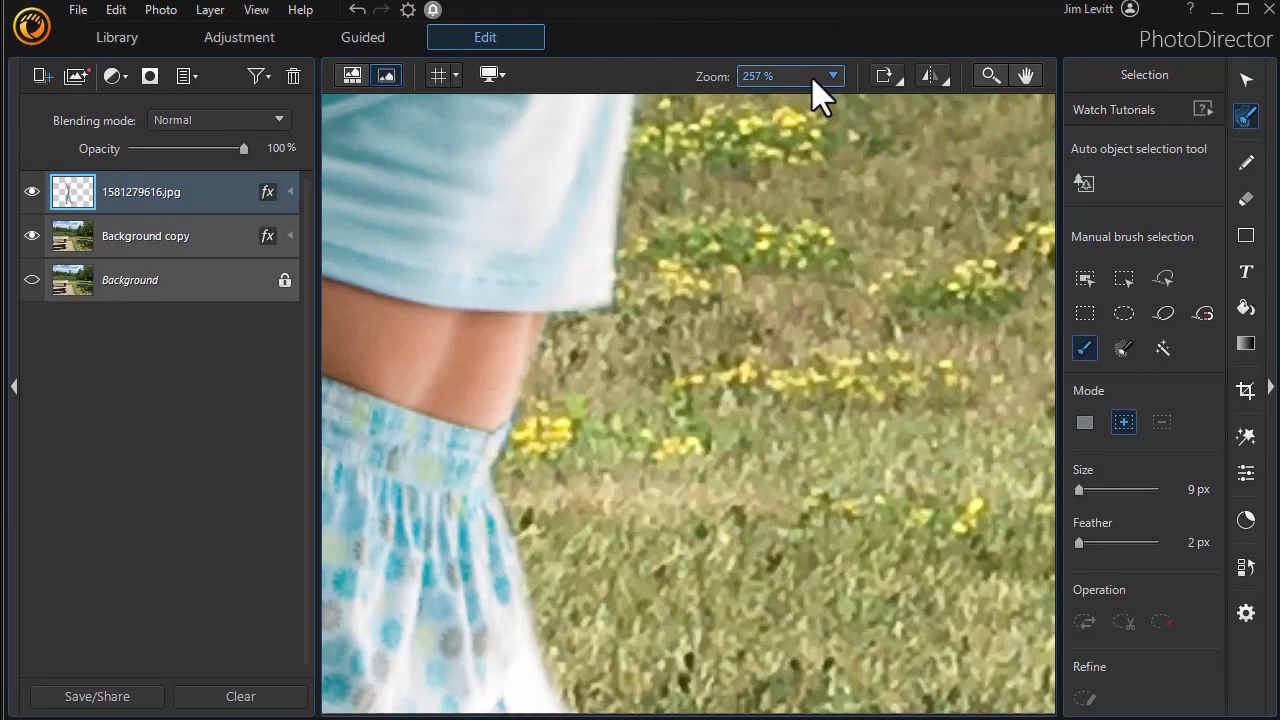 File Edit Photo Layer View Help
Jim Levitt
?
Library Adjustment Guided Edit
PhotoDirector
Zoom: 257 %
Selection
Watch Tutorials
Blending mode: Normal
Opacity 100 %
Auto object selection tool
1581279616.jpg fx
Background copy fx
Background
Manual brush selection
T
Mode
Size
9 px
Feather
2 px
Operation
Refine
Save/Share Clear